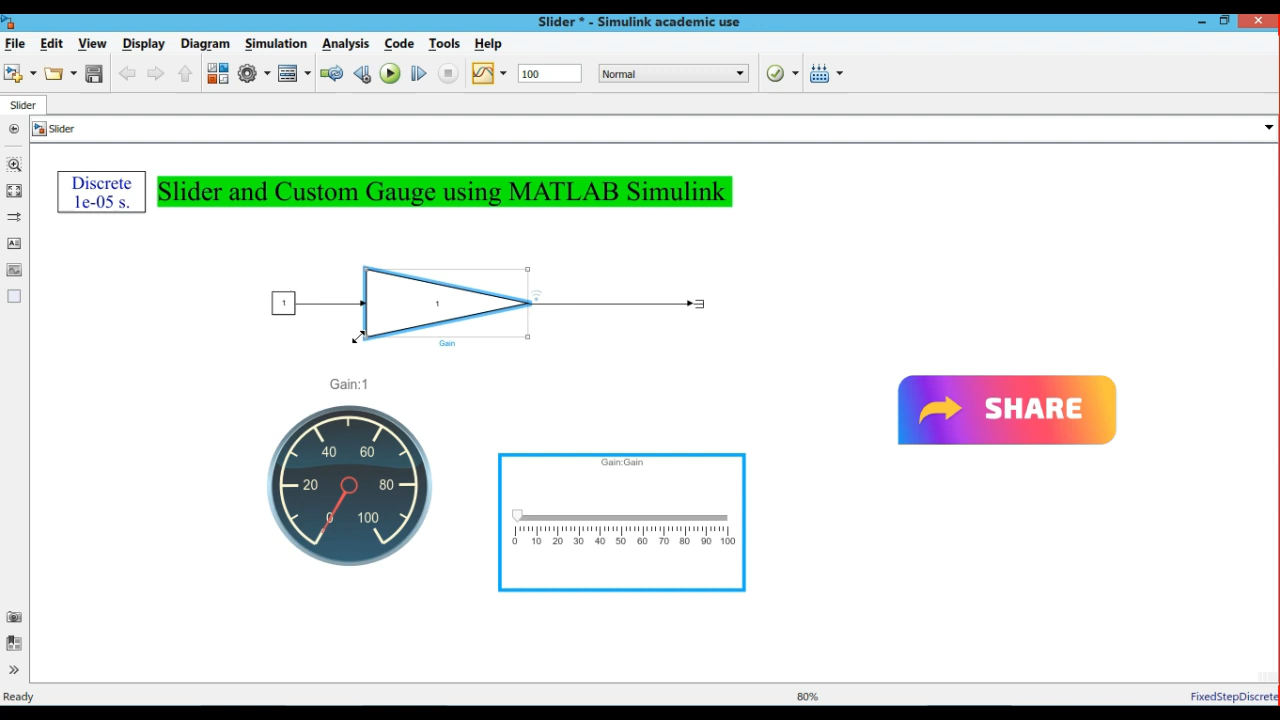 Slider * - Simulink academic use
File Edit View Display Diagram Simulation Analysis Code Tools Help
100 Normal
Slider
Slider
Discrete
1e-05 s.
Slider and Custom Gauge using MATLAB Simulink
1
1
Gain
Gain:1
SHARE
40 60
20 80
0 100
Gain:Gain
0 10 20 30 40 50 60 70 80 90 100
Ready 80% FixedStepDiscrete